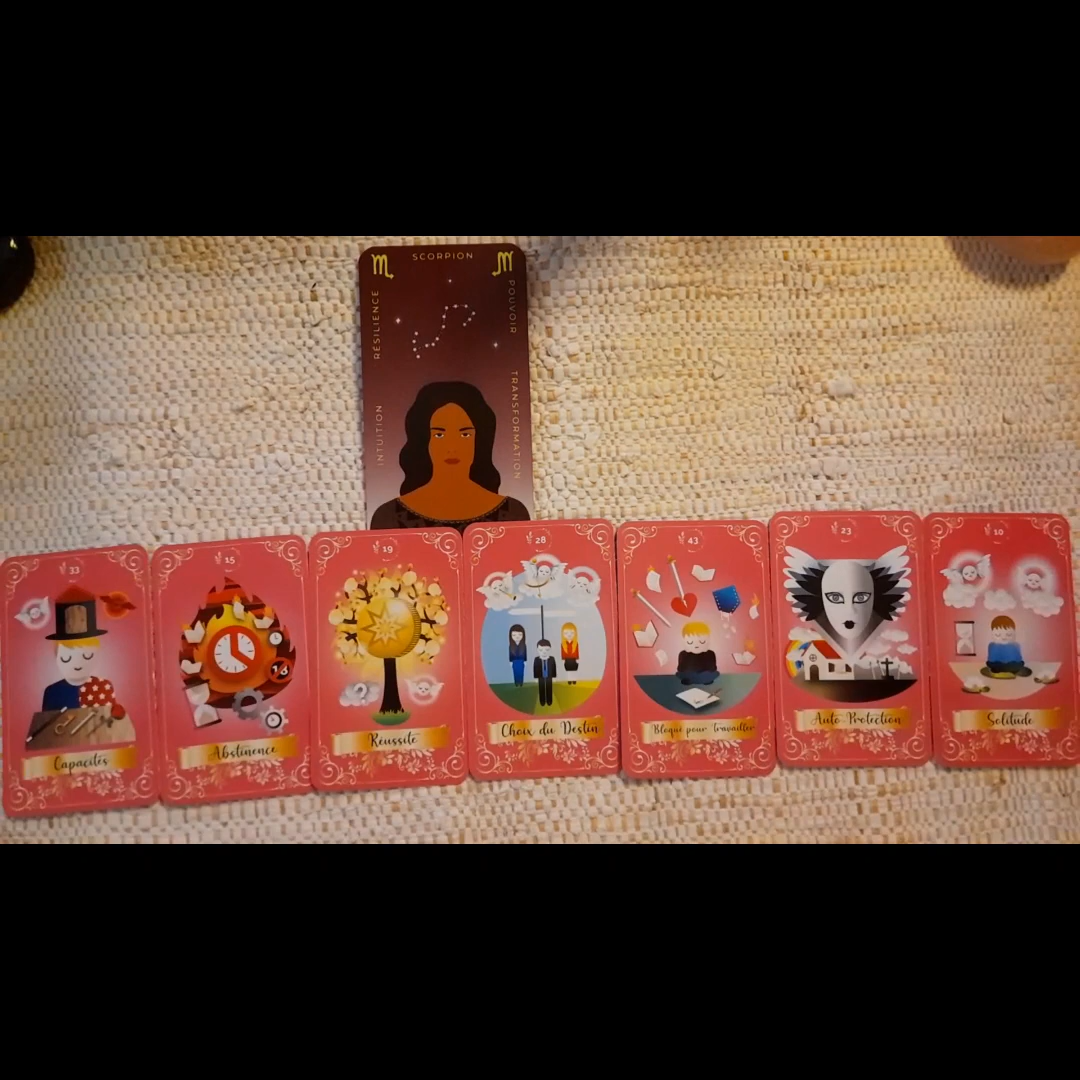 SCORPION
RÉSILIENCE
POUVOIR
INTUITION
TRANSFORMATION
33
15
19
28
43
23
10
Capacités
Abstinence
Réussite
Choix du Destin
Bloqué pour travailler
Auto-Protection
Solitude